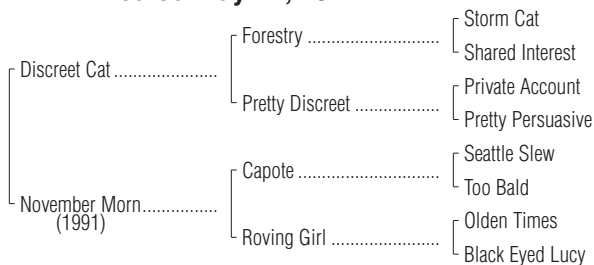 Storm Cat
Forestry ..................................
Shared Interest
Discreet Cat ......................
Private Account
Pretty Discreet ......................
Pretty Persuasive
Seattle Slew
Capote ....................................
Too Bald
November Morn................
(1991)
Olden Times
Roving Girl ............................
Black Eyed Lucy